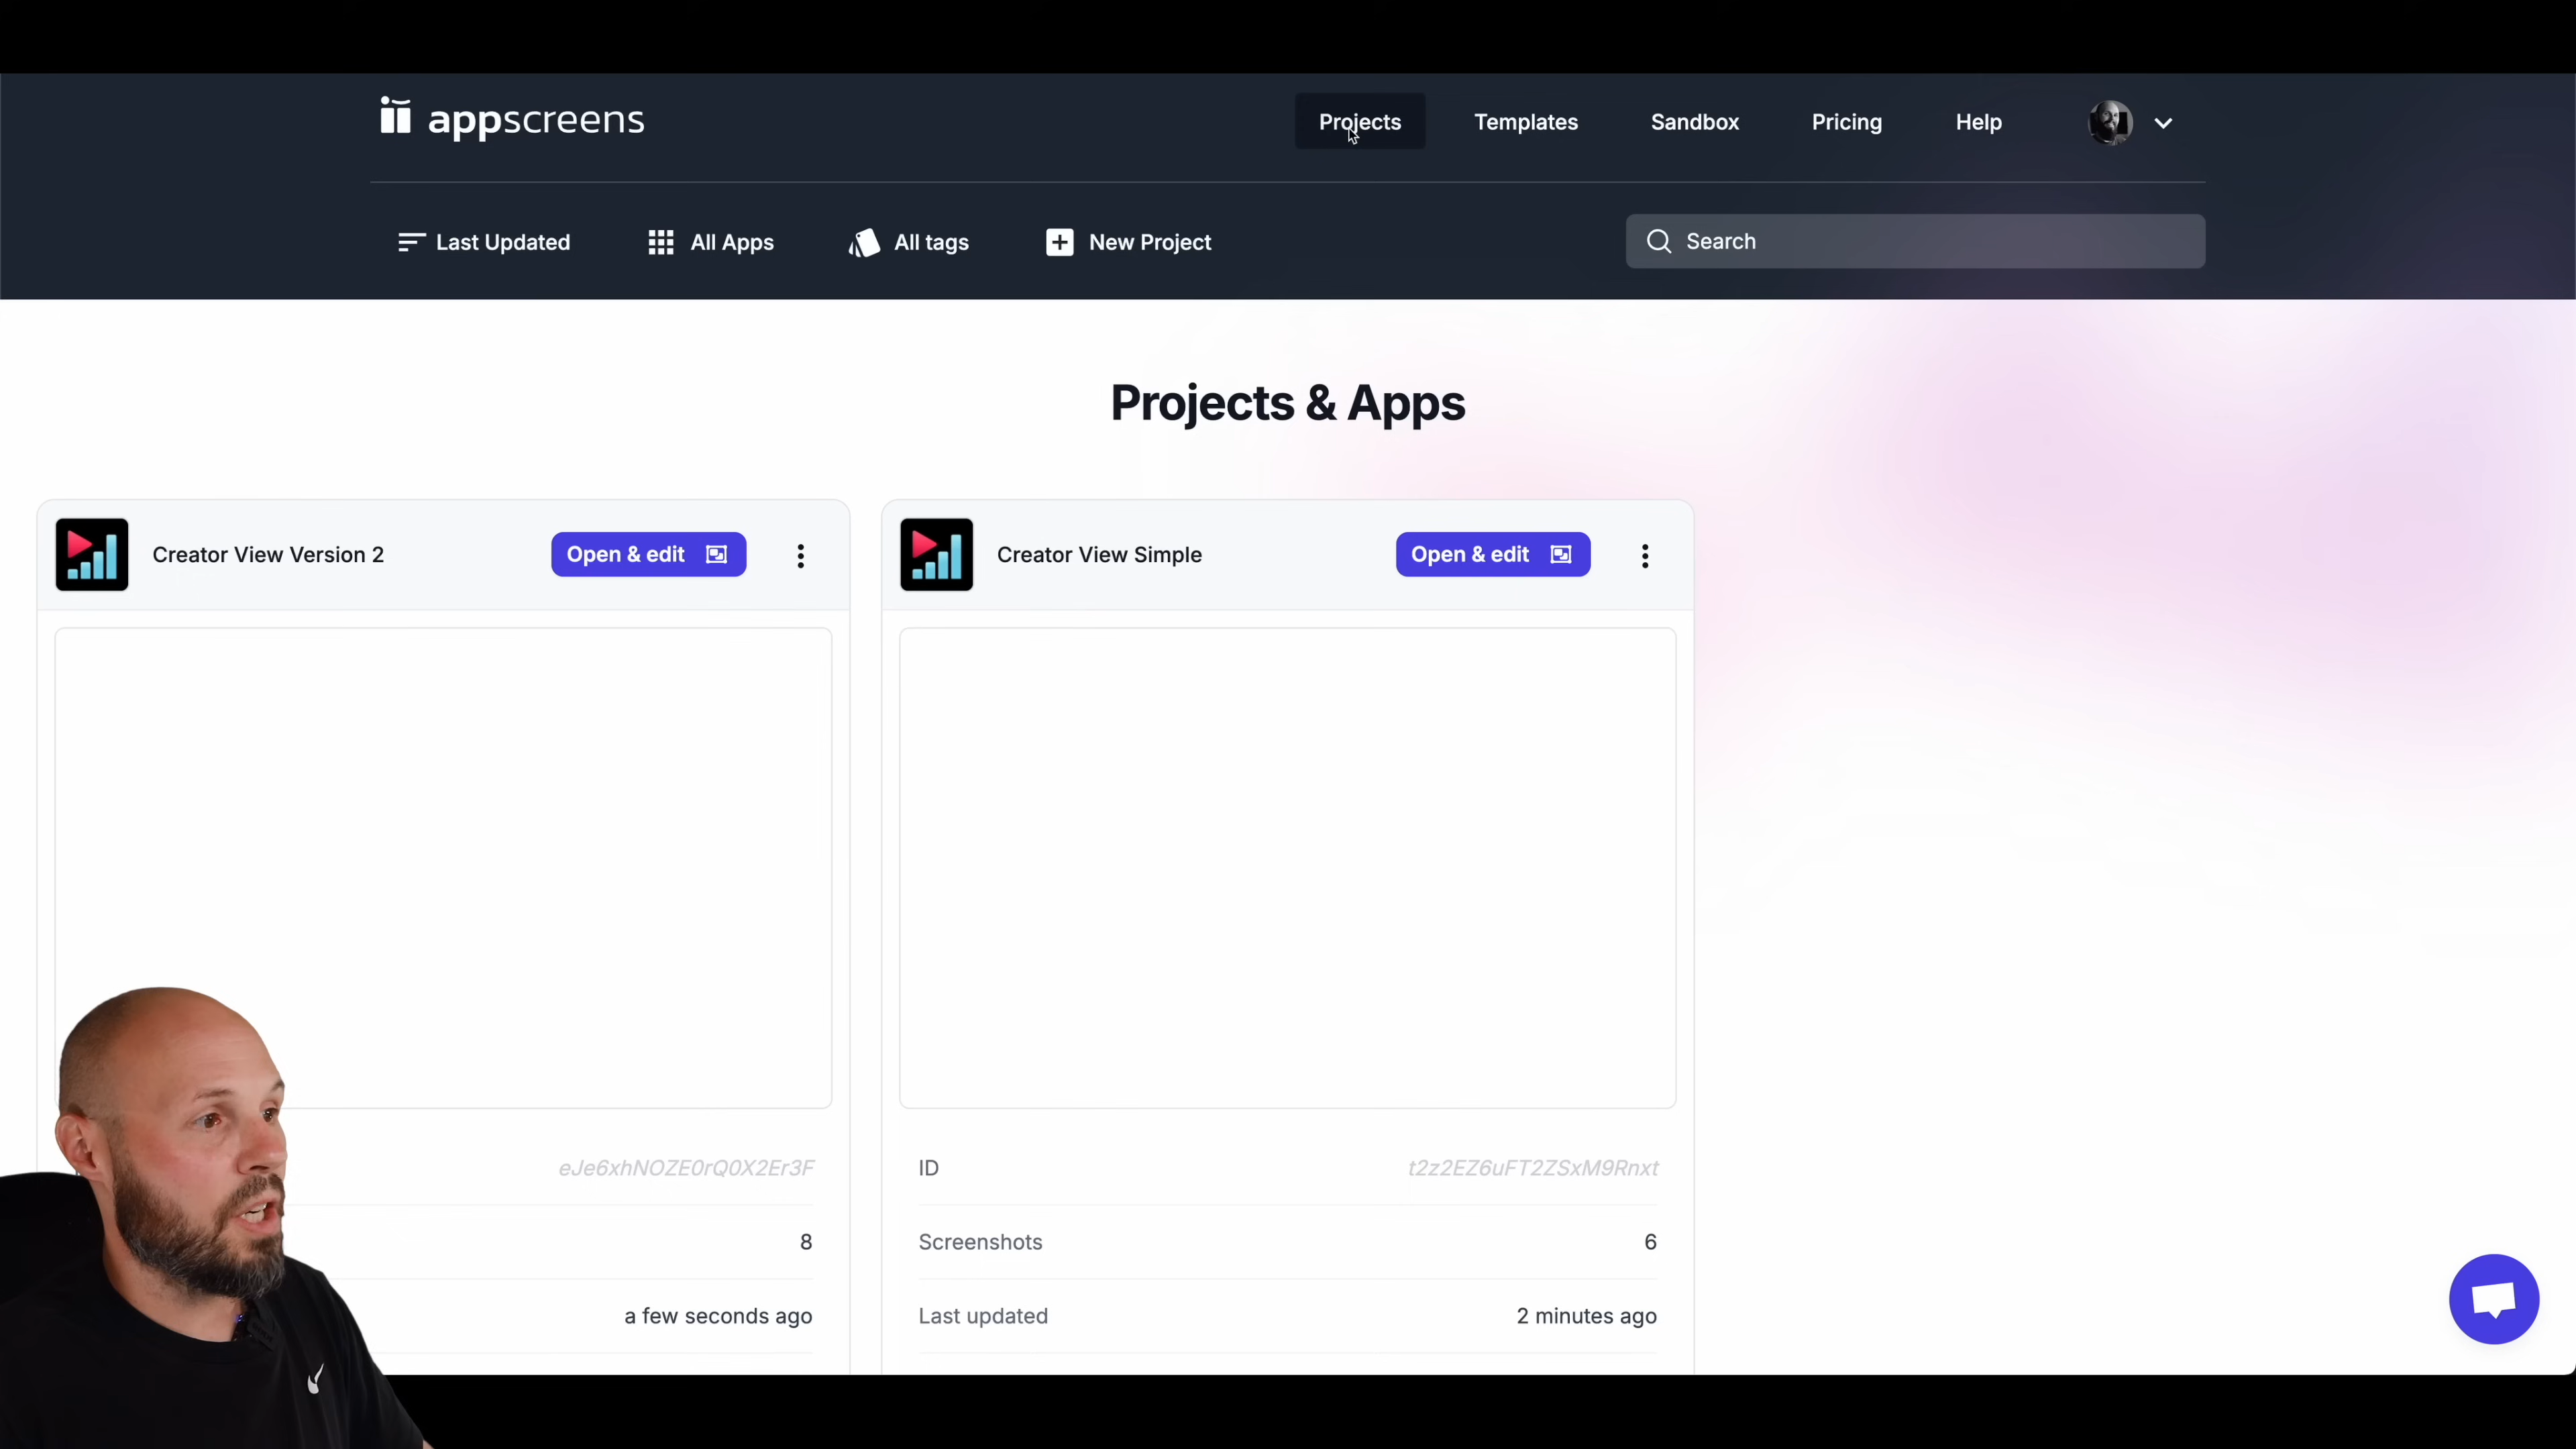 appscreens
Projects
Templates
Sandbox
Pricing
Help
Last Updated
All Apps
All tags
New Project
Search
Projects & Apps
Creator View Version 2
Open & edit
Creator View Simple
Open & edit
eJe6xhNOZE0rQ0X2Er3F
ID
t2z2EZ6uFT2ZSxM9Rnxt
8
Screenshots
6
a few seconds ago
Last updated
2 minutes ago